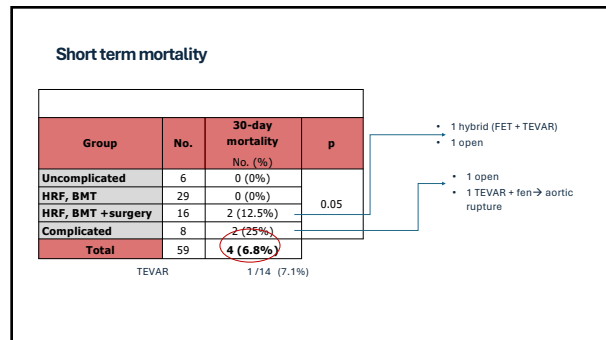 Short term mortality
Group No. 30-day mortality No. (%) p
Uncomplicated 6 0 (0%)
HRF, BMT 29 0 (0%)
HRF, BMT +surgery 16 2 (12.5%)
Complicated 8 2 (25%)
0.05
Total 59 4 (6.8%)
TEVAR 1/14 (7.1%)
• 1 hybrid (FET + TEVAR)
• 1 open
• 1 open
• 1 TEVAR + fen→ aortic
rupture